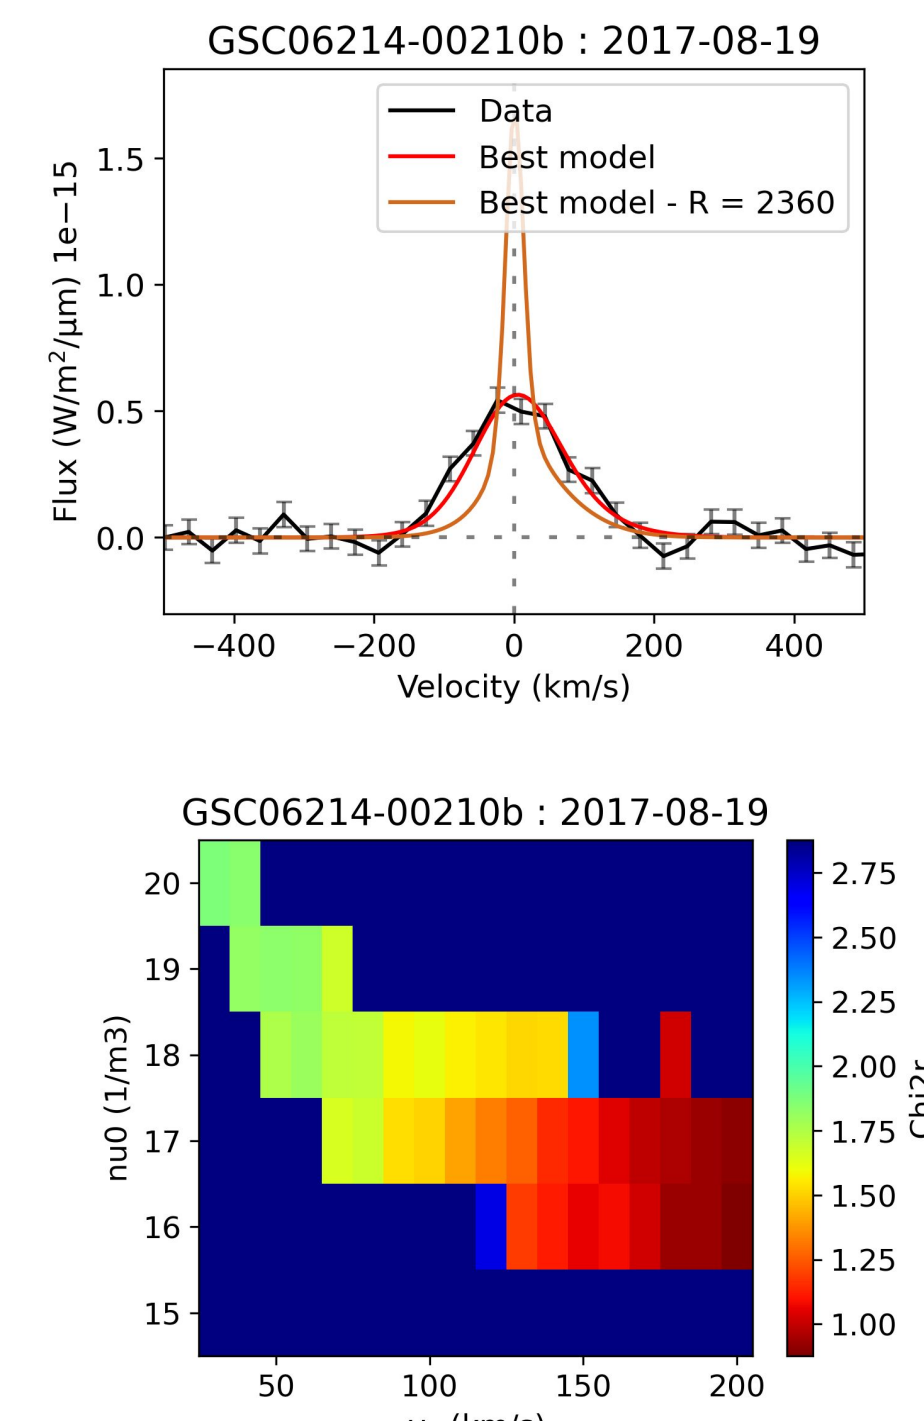 GSC06214-00210b : 2017-08-19
Data
Best model
Best model - R = 2360
Flux (W/m²/μm) 1e−15
1.5
1.0
0.5
0.0
−400 −200 0 200 400
Velocity (km/s)
GSC06214-00210b : 2017-08-19
nu0 (1/m3)
20
19
18
17
16
15
50 100 150 200
(km/s)
2.75
2.50
2.25
2.00
1.75
1.50
1.25
1.00
Chi2r